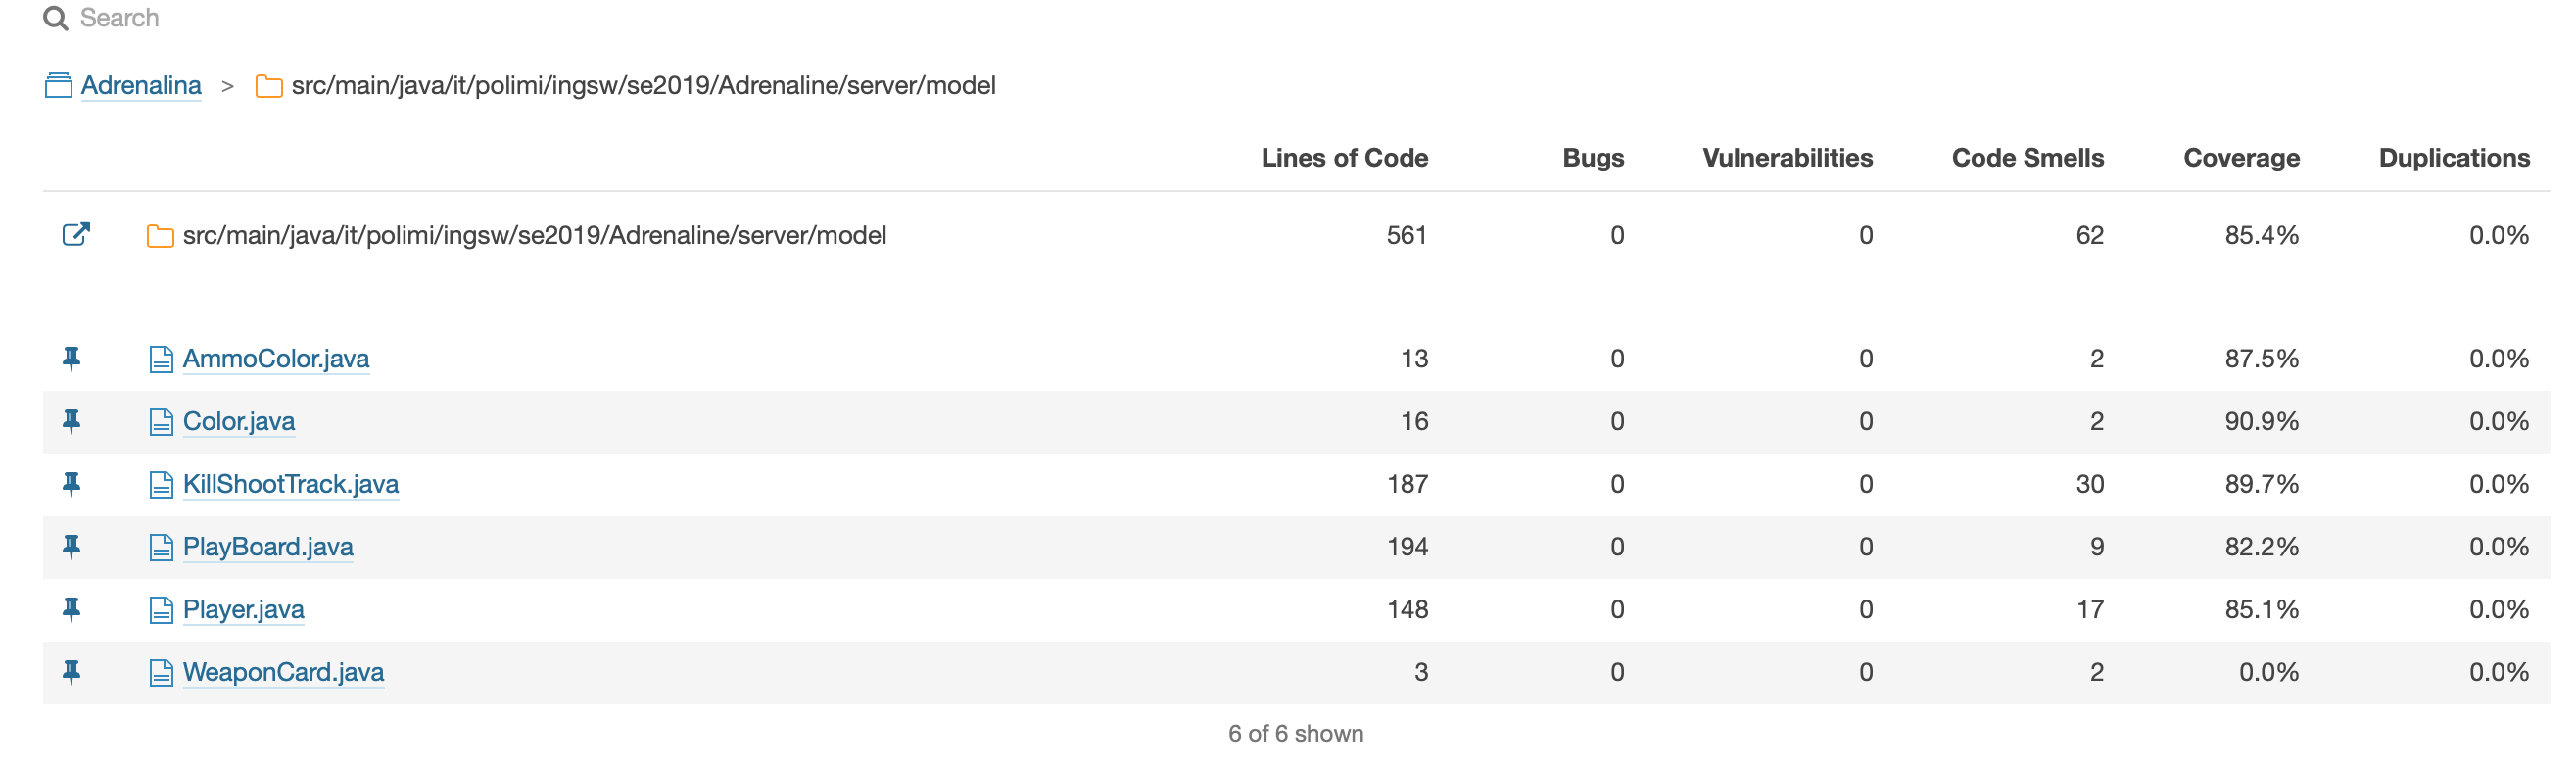 Search
Adrenalina > src/main/java/it/polimi/ingsw/se2019/Adrenaline/server/model
Lines of Code Bugs Vulnerabilities Code Smells Coverage Duplications
src/main/java/it/polimi/ingsw/se2019/Adrenaline/server/model 561 0 0 62 85.4% 0.0%
AmmoColor.java 13 0 0 2 87.5% 0.0%
Color.java 16 0 0 2 90.9% 0.0%
KillShootTrack.java 187 0 0 30 89.7% 0.0%
PlayBoard.java 194 0 0 9 82.2% 0.0%
Player.java 148 0 0 17 85.1% 0.0%
WeaponCard.java 3 0 0 2 0.0% 0.0%
6 of 6 shown